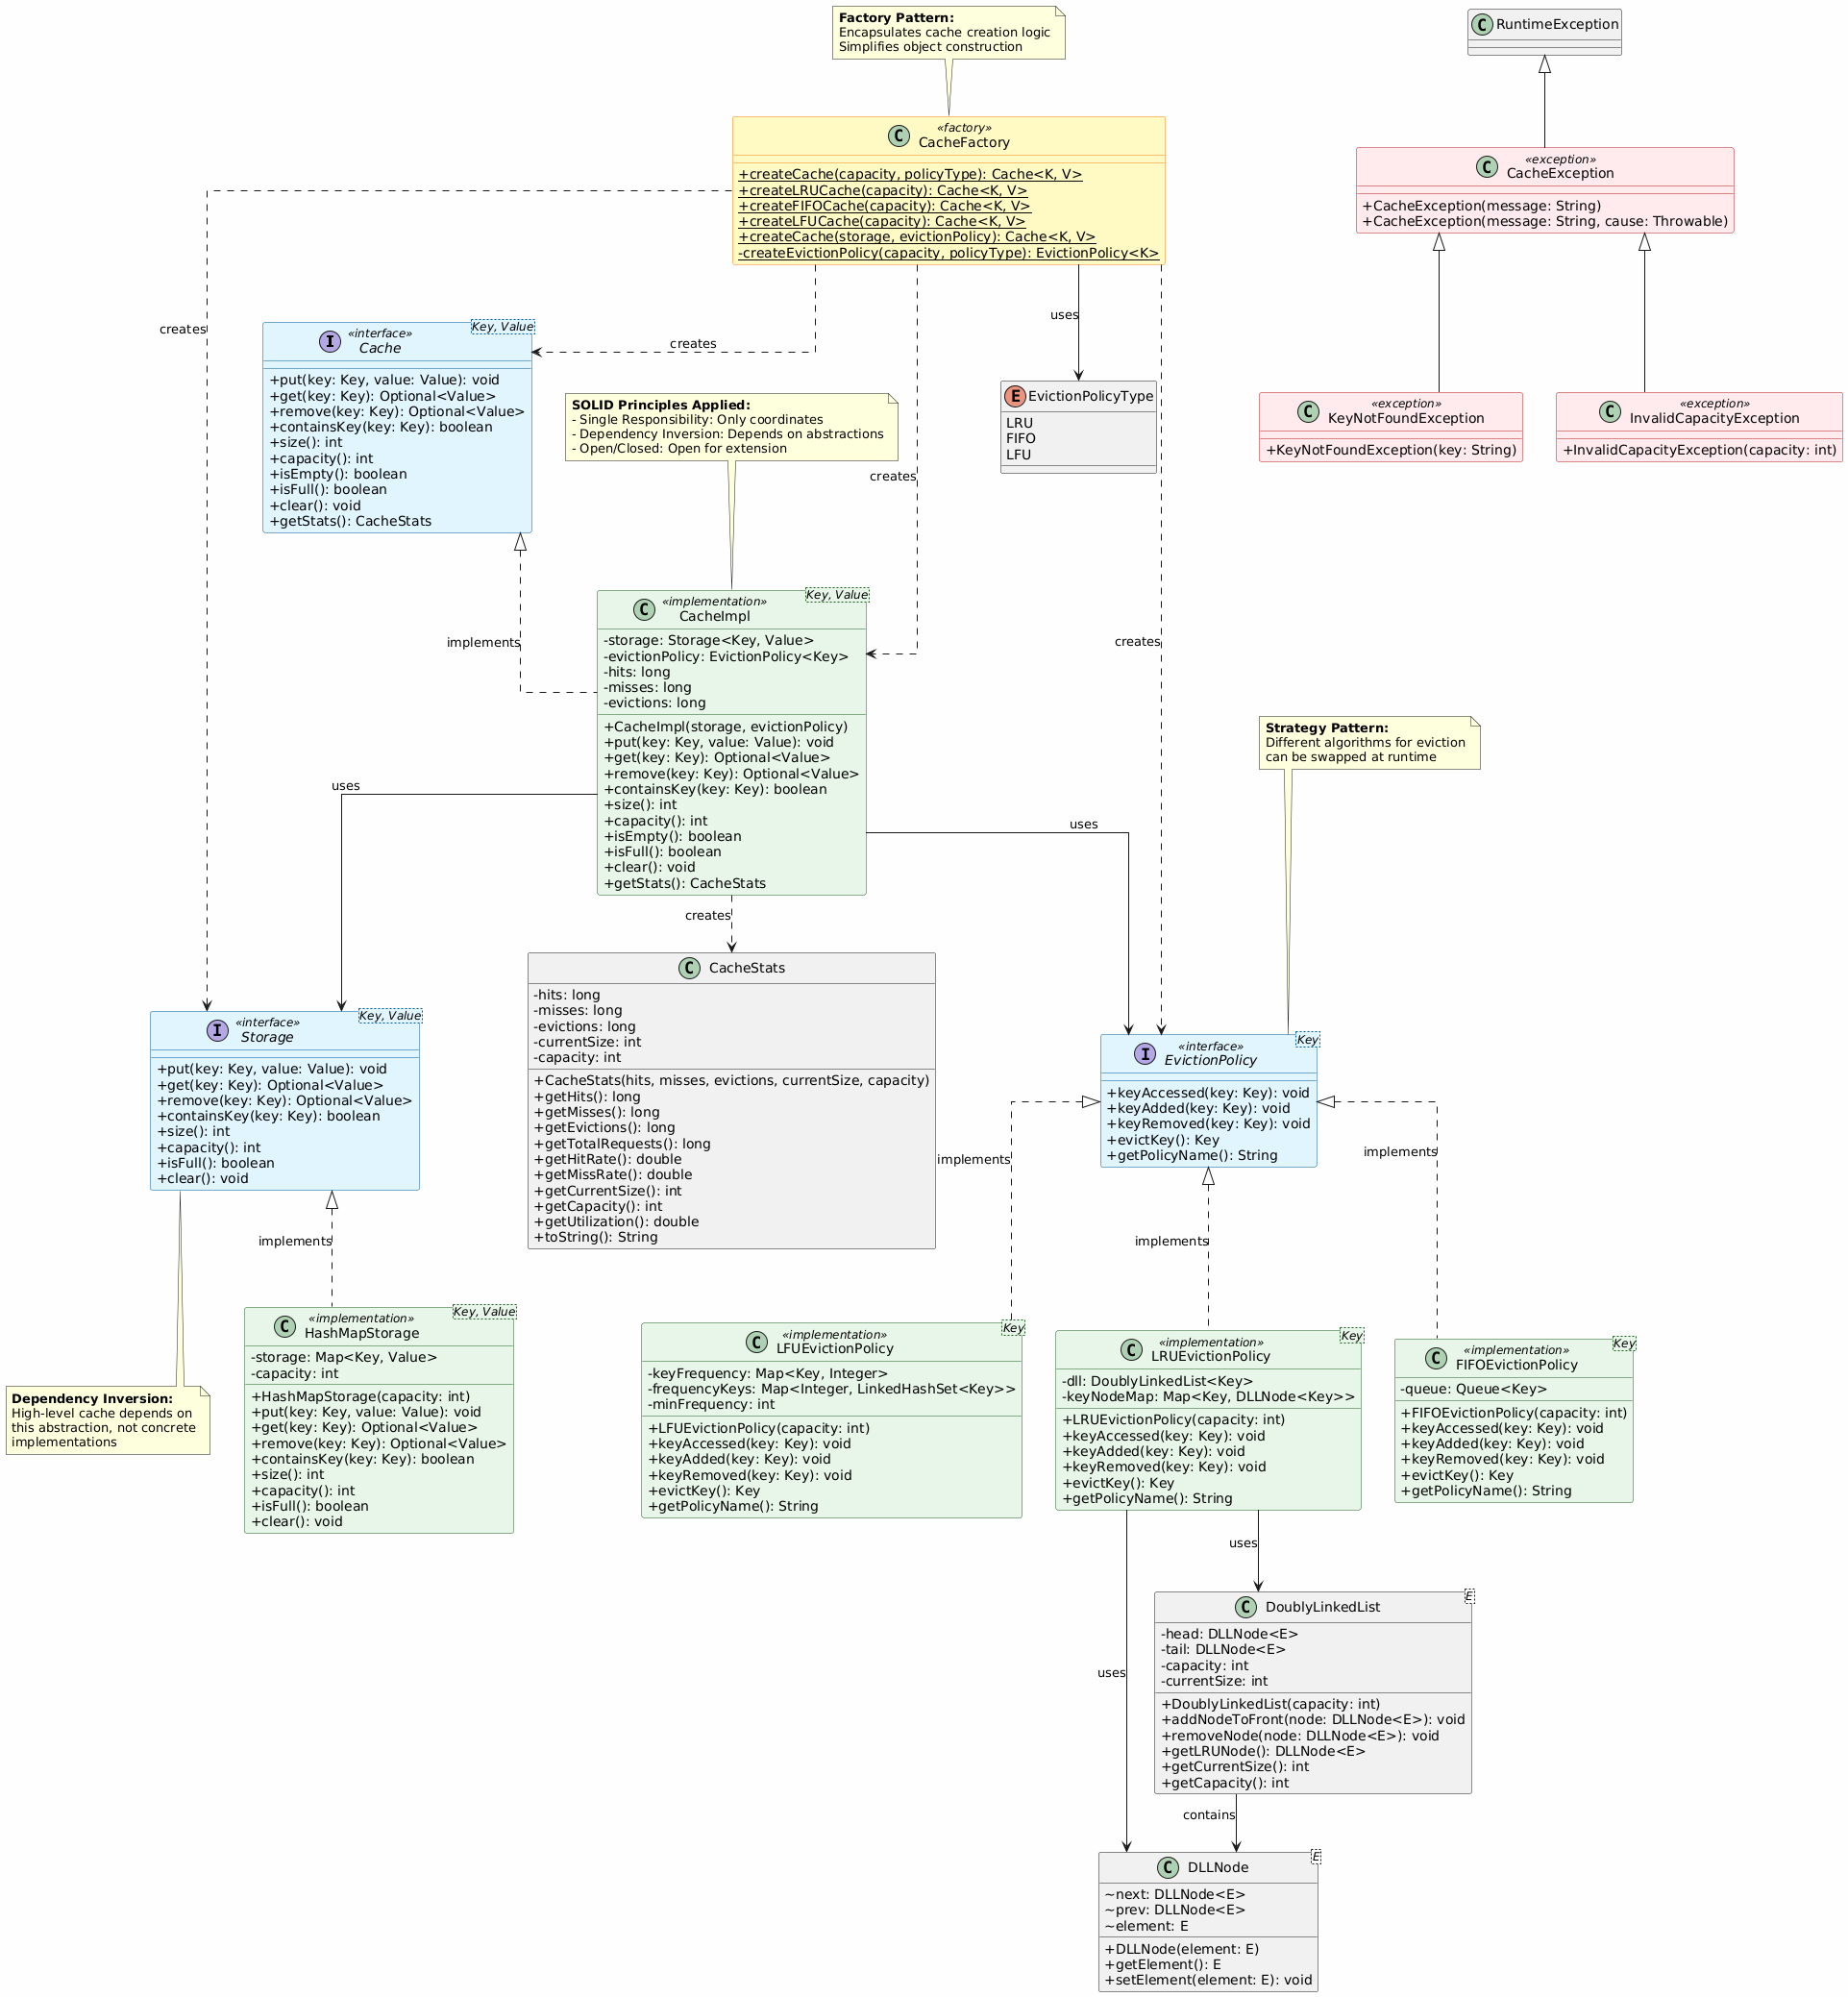 Factory Pattern:
Encapsulates cache creation logic
Simplifies object construction
C
RuntimeException
C
«factory»
CacheFactory
+createCache(capacity, policyType): Cache<K, V>
+createLRUCache(capacity): Cache<K, V>
+createFIFOCache(capacity): Cache<K, V>
+createLFUCache(capacity): Cache<K, V>
+createCache(storage, evictionPolicy): Cache<K, V>
-createEvictionPolicy(capacity, policyType): EvictionPolicy<K>
C
«exception»
CacheException
+CacheException(message: String)
+CacheException(message: String, cause: Throwable)
creates
creates
uses
creates
creates
I
«interface»
Cache
Key, Value
+put(key: Key, value: Value): void
+get(key: Key): Optional<Value>
+remove(key: Key): Optional<Value>
+containsKey(key: Key): boolean
+size(): int
+capacity(): int
+isEmpty(): boolean
+isFull(): boolean
+clear(): void
+getStats(): CacheStats
SOLID Principles Applied:
- Single Responsibility: Only coordinates
- Dependency Inversion: Depends on abstractions
- Open/Closed: Open for extension
E
EvictionPolicyType
LRU
FIFO
LFU
C
«exception»
KeyNotFoundException
+KeyNotFoundException(key: String)
C
«exception»
InvalidCapacityException
+InvalidCapacityException(capacity: int)
implements
C
«implementation»
CacheImpl
Key, Value
-storage: Storage<Key, Value>
-evictionPolicy: EvictionPolicy<Key>
-hits: long
-misses: long
-evictions: long
+CacheImpl(storage, evictionPolicy)
+put(key: Key, value: Value): void
+get(key: Key): Optional<Value>
+remove(key: Key): Optional<Value>
+containsKey(key: Key): boolean
+size(): int
+capacity(): int
+isEmpty(): boolean
+isFull(): boolean
+clear(): void
+getStats(): CacheStats
Strategy Pattern:
Different algorithms for eviction
can be swapped at runtime
uses
uses
creates
C
CacheStats
-hits: long
-misses: long
-evictions: long
-currentSize: int
-capacity: int
+CacheStats(hits, misses, evictions, currentSize, capacity)
+getHits(): long
+getMisses(): long
+getEvictions(): long
+getTotalRequests(): long
+getHitRate(): double
+getMissRate(): double
+getCurrentSize(): int
+getCapacity(): int
+getUtilization(): double
+toString(): String
I
«interface»
Storage
Key, Value
+put(key: Key, value: Value): void
+get(key: Key): Optional<Value>
+remove(key: Key): Optional<Value>
+containsKey(key: Key): boolean
+size(): int
+capacity(): int
+isFull(): boolean
+clear(): void
I
«interface»
EvictionPolicy
Key
+keyAccessed(key: Key): void
+keyAdded(key: Key): void
+keyRemoved(key: Key): void
+evictKey(): Key
+getPolicyName(): String
implements
implements
implements
implements
Dependency Inversion:
High-level cache depends on
this abstraction, not concrete
implementations
C
«implementation»
HashMapStorage
Key, Value
-storage: Map<Key, Value>
-capacity: int
+HashMapStorage(capacity: int)
+put(key: Key, value: Value): void
+get(key: Key): Optional<Value>
+remove(key: Key): Optional<Value>
+containsKey(key: Key): boolean
+size(): int
+capacity(): int
+isFull(): boolean
+clear(): void
C
«implementation»
LFUEvictionPolicy
Key
-keyFrequency: Map<Key, Integer>
-frequencyKeys: Map<Integer, LinkedHashSet<Key>>
-minFrequency: int
+LFUEvictionPolicy(capacity: int)
+keyAccessed(key: Key): void
+keyAdded(key: Key): void
+keyRemoved(key: Key): void
+evictKey(): Key
+getPolicyName(): String
C
«implementation»
LRUEvictionPolicy
Key
-dll: DoublyLinkedList<Key>
-keyNodeMap: Map<Key, DLLNode<Key>>
+LRUEvictionPolicy(capacity: int)
+keyAccessed(key: Key): void
+keyAdded(key: Key): void
+keyRemoved(key: Key): void
+evictKey(): Key
+getPolicyName(): String
C
«implementation»
FIFOEvictionPolicy
Key
-queue: Queue<Key>
+FIFOEvictionPolicy(capacity: int)
+keyAccessed(key: Key): void
+keyAdded(key: Key): void
+keyRemoved(key: Key): void
+evictKey(): Key
+getPolicyName(): String
uses
uses
C
DoublyLinkedList
E
-head: DLLNode<E>
-tail: DLLNode<E>
-capacity: int
-currentSize: int
+DoublyLinkedList(capacity: int)
+addNodeToFront(node: DLLNode<E>): void
+removeNode(node: DLLNode<E>): void
+getLRUNode(): DLLNode<E>
+getCurrentSize(): int
+getCapacity(): int
contains
C
DLLNode
E
~next: DLLNode<E>
~prev: DLLNode<E>
~element: E
+DLLNode(element: E)
+getElement(): E
+setElement(element: E): void